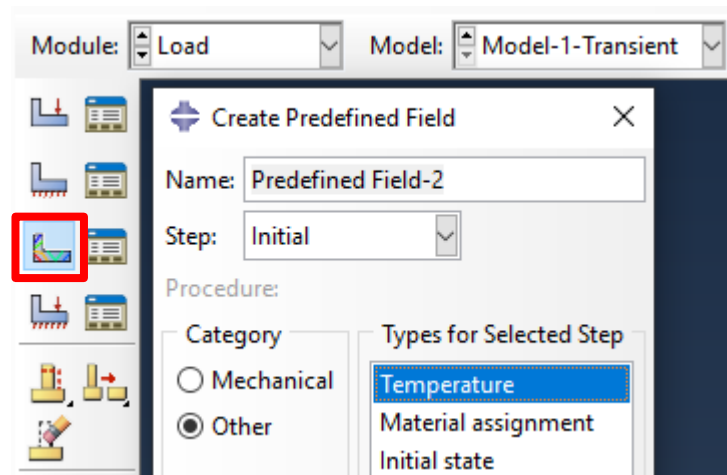 Module: Load Model: Model-1-Transient
Create Predefined Field
Name: Predefined Field-2
Step: Initial
Procedure:
Category
Types for Selected Step
Mechanical
Other
Temperature
Material assignment
Initial state